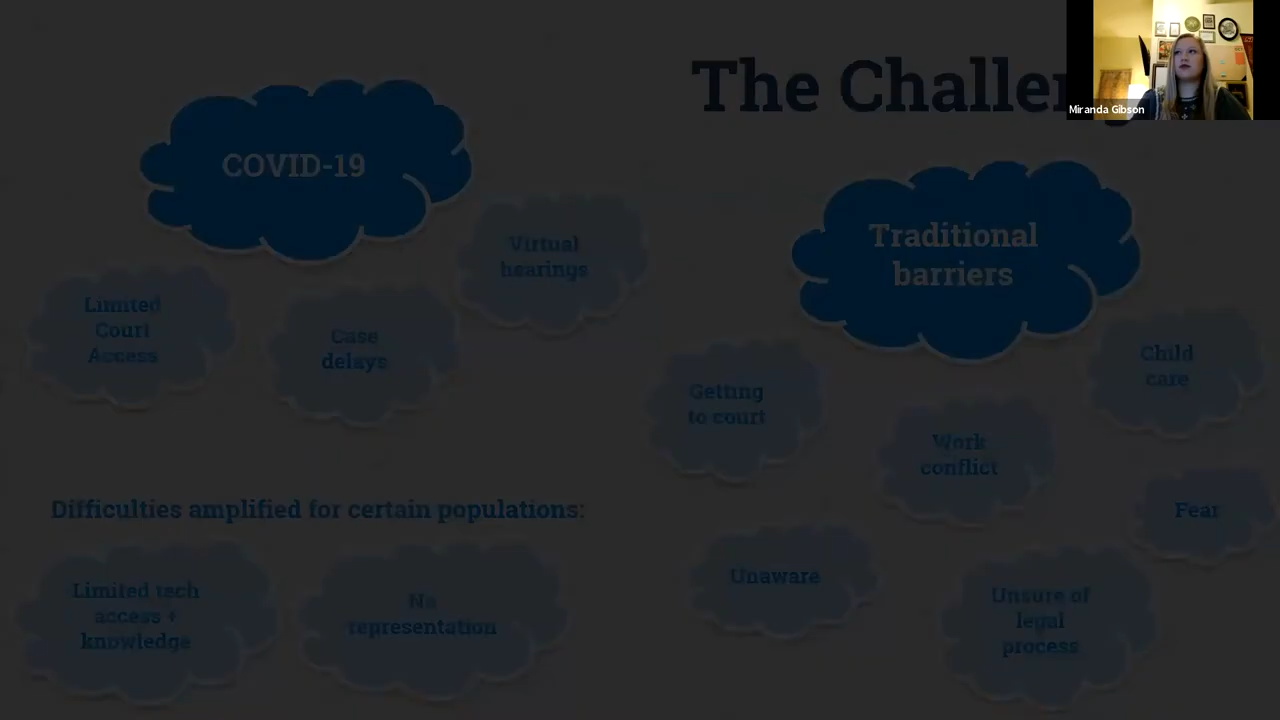 The Challen
Miranda Gibson
COVID-19
Virtual
hearings
Limited
Court
Access
Case
delays
Difficulties amplified for certain populations:
Limited tech
access +
knowledge
No
representation
Traditional
barriers
Getting
to court
Work
conflict
Child
care
Fear
Unaware
Unsure of
legal
process